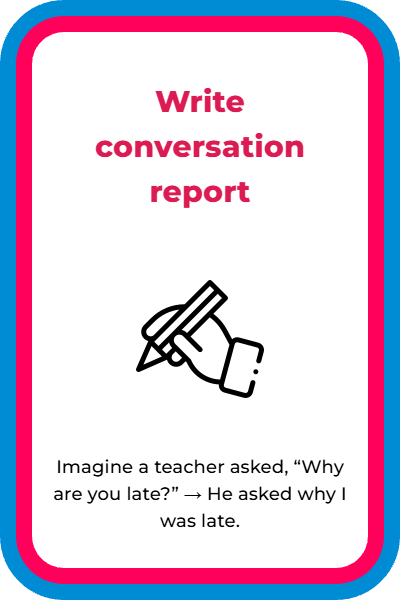 Write
conversation
report
Imagine a teacher asked, “Why
are you late?” → He asked why I
was late.